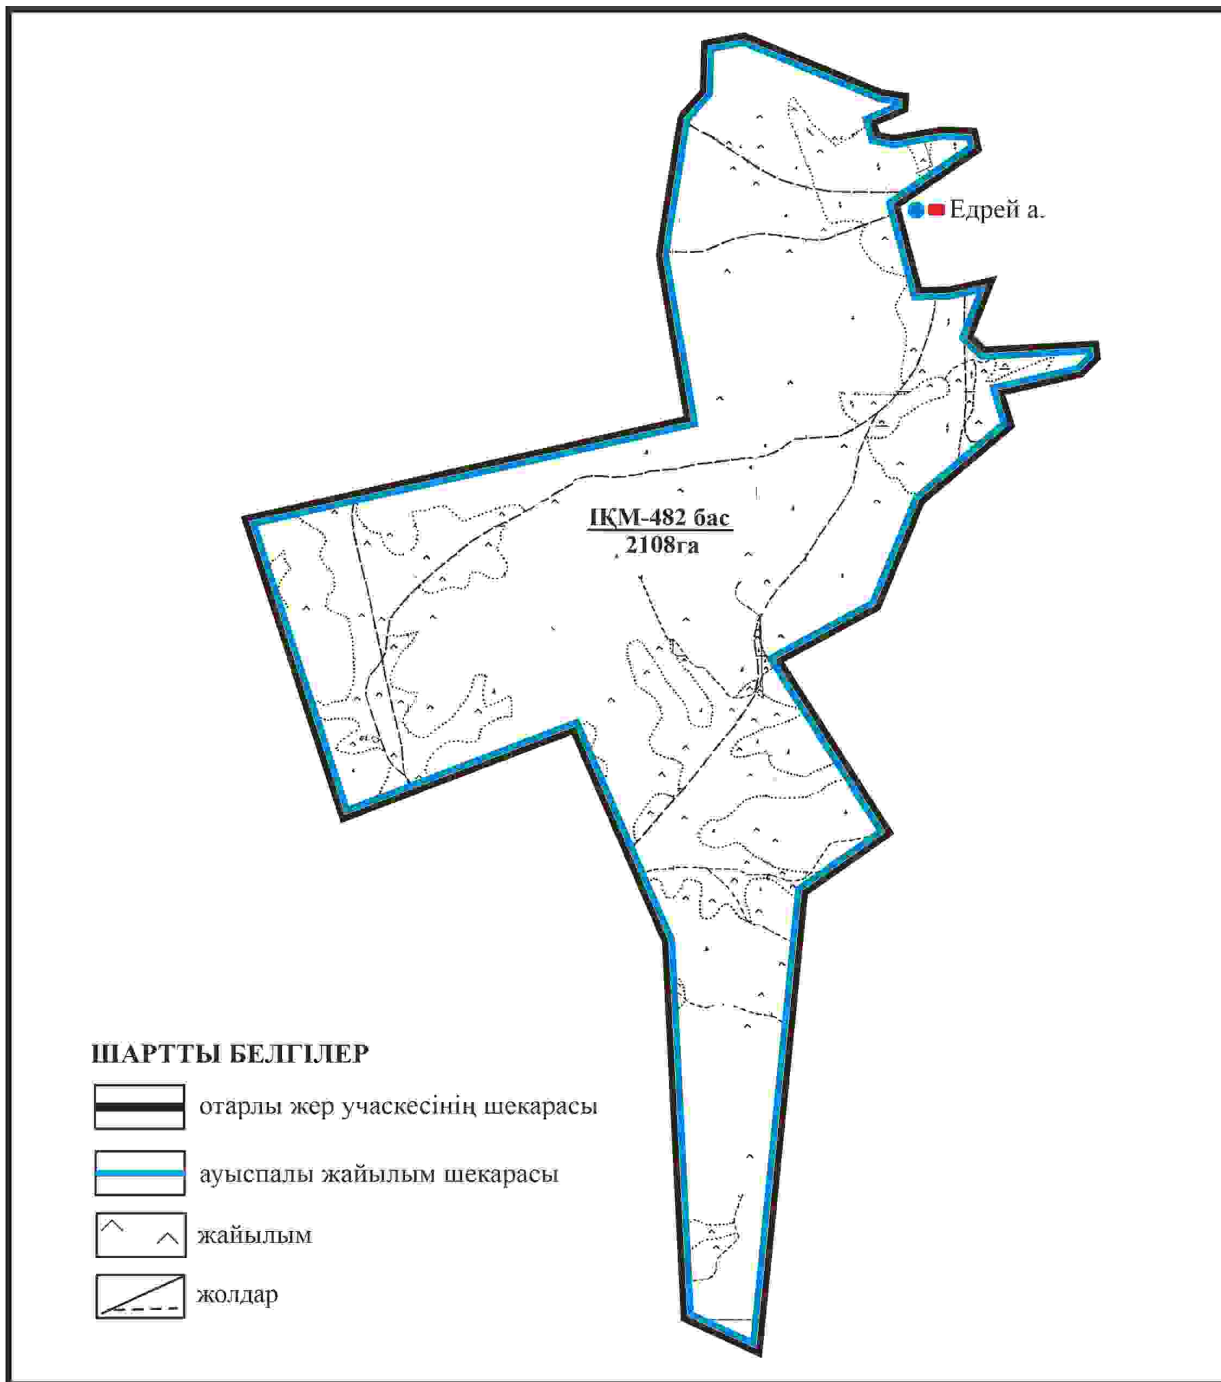 Едрей а.
ІҚМ-482 бас
2108га
ШАРТТЫ БЕЛГІЛЕР
отарлы жер учаскесінің шекарасы
ауыспалы жайылым шекарасы
жайылым
жолдар